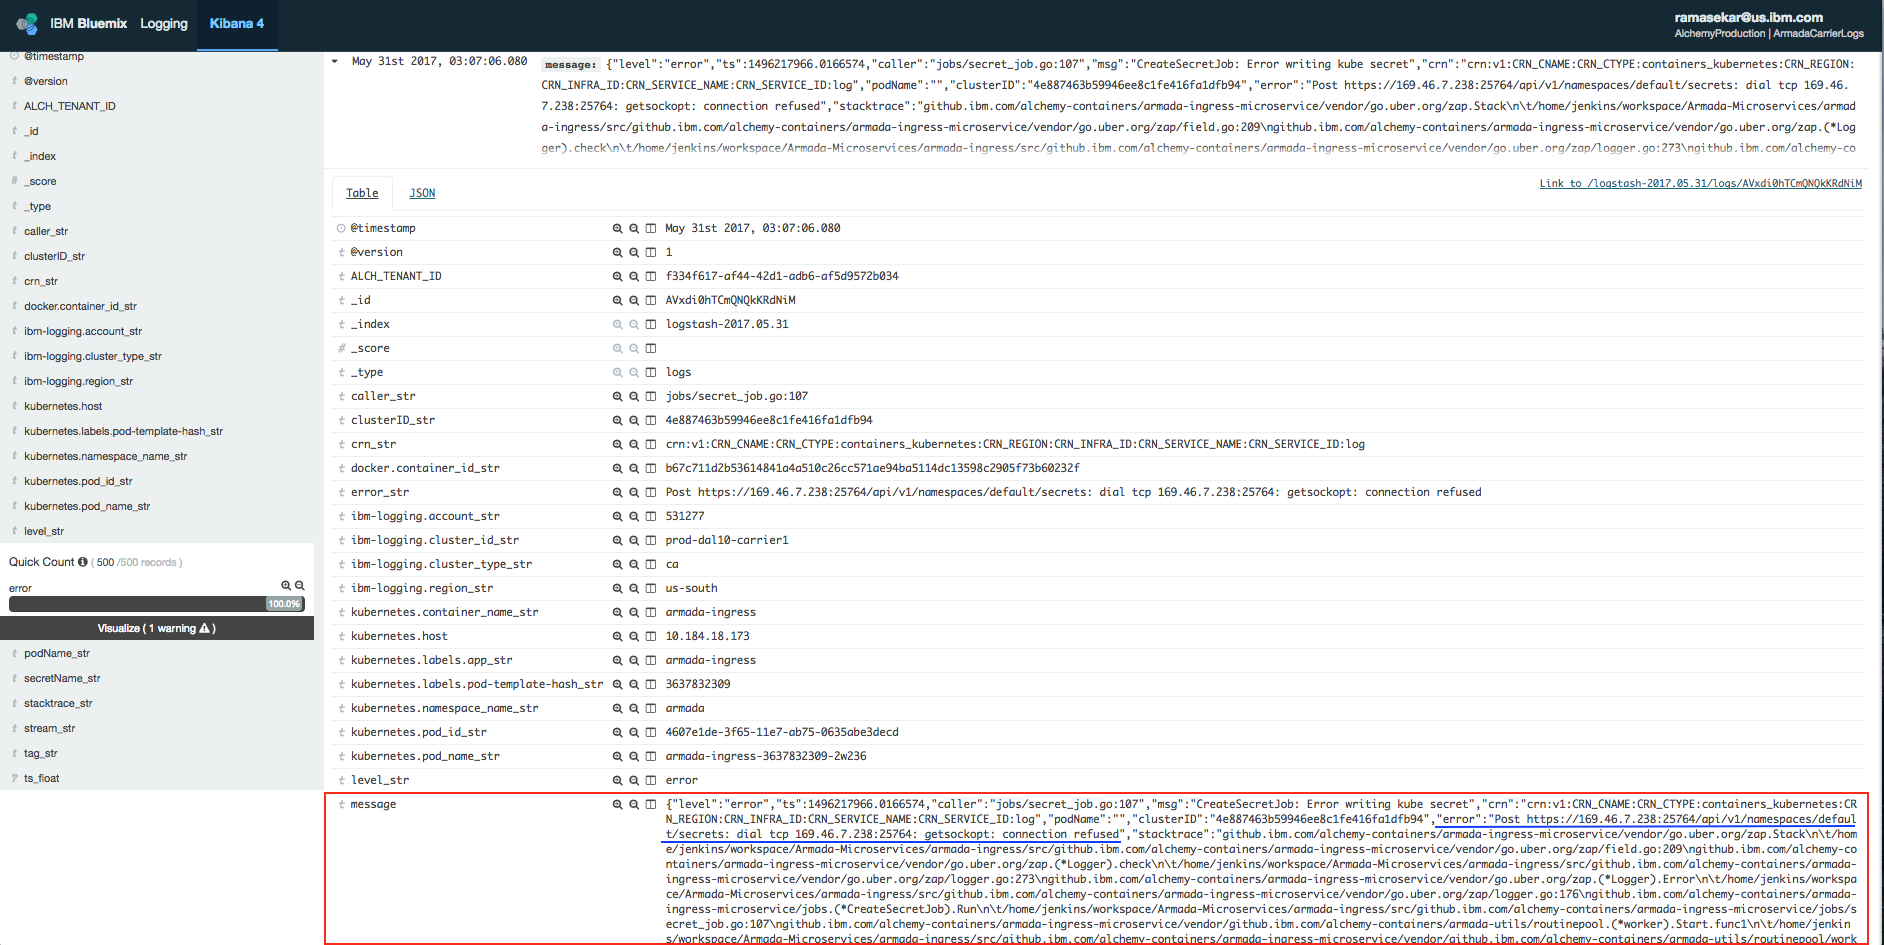 IBM Bluemix Logging Kibana 4
ramasekar@us.ibm.com
AlchemyProduction | ArmadaCarrierLogs
@timestamp
t @version
t ALCH_TENANT_ID
t _id
t _index
# _score
t _type
t caller_str
t clusterID_str
t crn_str
t docker.container_id_str
t ibm-logging.account_str
t ibm-logging.cluster_type_str
t ibm-logging.region_str
t kubernetes.host
t kubernetes.labels.pod-template-hash_str
t kubernetes.namespace_name_str
t kubernetes.pod_id_str
t kubernetes.pod_name_str
t level_str
Quick Count ( 500 /500 records )
error
100.0%
Visualize ( 1 warning )
t podName_str
t secretName_str
t stacktrace_str
t stream_str
t tag_str
? ts_float
May 31st 2017, 03:07:06.080
message: {"level":"error","ts":1496217966.0166574,"caller":"jobs/secret_job.go:107","msg":"CreateSecretJob: Error writing kube secret","crn":"crn:v1:CRN_CNAME:CRN_CTYPE:containers_kubernetes:CRN_REGION:
CRN_INFRA_ID:CRN_SERVICE_NAME:CRN_SERVICE_ID:log","podName":"","clusterID":"4e887463b59946ee8c1fe416fa1dfb94","error":"Post https://169.46.7.238:25764/api/v1/namespaces/default/secrets: dial tcp 169.46.
7.238:25764: getsockopt: connection refused","stacktrace":"github.ibm.com/alchemy-containers/armada-ingress-microservice/vendor/go.uber.org/zap.Stack\n\t/home/jenkins/workspace/Armada-Microservices/armad
a-ingress/src/github.ibm.com/alchemy-containers/armada-ingress-microservice/vendor/go.uber.org/zap/field.go:209\ngithub.ibm.com/alchemy-containers/armada-ingress-microservice/vendor/go.uber.org/zap.(*Log
ger).check\n\t/home/jenkins/workspace/Armada-Microservices/armada-ingress/src/github.ibm.com/alchemy-containers/armada-ingress-microservice/vendor/go.uber.org/zap/logger.go:273\ngithub.ibm.com/alchemy-co
Table JSON
Link to /logstash-2017.05.31/logs/AVxdi0hTCmQNQkKRdNiM
@timestamp May 31st 2017, 03:07:06.080
t @version 1
t ALCH_TENANT_ID f334f617-af44-42d1-adb6-af5d9572b034
t _id AVxdi0hTCmQNQkKRdNiM
t _index logstash-2017.05.31
# _score
t _type logs
t caller_str jobs/secret_job.go:107
t clusterID_str 4e887463b59946ee8c1fe416fa1dfb94
t crn_str crn:v1:CRN_CNAME:CRN_CTYPE:containers_kubernetes:CRN_REGION:CRN_INFRA_ID:CRN_SERVICE_NAME:CRN_SERVICE_ID:log
t docker.container_id_str b67c711d2b53614841a4a510c26cc571ae94ba5114dc13598c2905f73b60232f
t error_str Post https://169.46.7.238:25764/api/v1/namespaces/default/secrets: dial tcp 169.46.7.238:25764: getsockopt: connection refused
t ibm-logging.account_str 531277
t ibm-logging.cluster_id_str prod-dal10-carrier1
t ibm-logging.cluster_type_str ca
t ibm-logging.region_str us-south
t kubernetes.container_name_str armada-ingress
t kubernetes.host 10.184.18.173
t kubernetes.labels.app_str armada-ingress
t kubernetes.labels.pod-template-hash_str 3637832309
t kubernetes.namespace_name_str armada
t kubernetes.pod_id_str 4607e1de-3f65-11e7-ab75-0635abe3decd
t kubernetes.pod_name_str armada-ingress-3637832309-2w236
t level_str error
t message {"level":"error","ts":1496217966.0166574,"caller":"jobs/secret_job.go:107","msg":"CreateSecretJob: Error writing kube secret","crn":"crn:v1:CRN_CNAME:CRN_CTYPE:containers_kubernetes:CR
N_REGION:CRN_INFRA_ID:CRN_SERVICE_NAME:CRN_SERVICE_ID:log","podName":"","clusterID":"4e887463b59946ee8c1fe416fa1dfb94","error":"Post https://169.46.7.238:25764/api/v1/namespaces/defaul
t/secrets: dial tcp 169.46.7.238:25764: getsockopt: connection refused","stacktrace":"github.ibm.com/alchemy-containers/armada-ingress-microservice/vendor/go.uber.org/zap.Stack\n\t/hom
e/jenkins/workspace/Armada-Microservices/armada-ingress/src/github.ibm.com/alchemy-containers/armada-ingress-microservice/vendor/go.uber.org/zap/field.go:209\ngithub.ibm.com/alchemy-co
ntainers/armada-ingress-microservice/vendor/go.uber.org/zap.(*Logger).check\n\t/home/jenkins/workspace/Armada-Microservices/armada-ingress/src/github.ibm.com/alchemy-containers/armada-
ingress-microservice/vendor/go.uber.org/zap/logger.go:273\ngithub.ibm.com/alchemy-containers/armada-ingress-microservice/vendor/go.uber.org/zap.(*Logger).Error\n\t/home/jenkins/workspa
ce/Armada-Microservices/armada-ingress/src/github.ibm.com/alchemy-containers/armada-ingress-microservice/vendor/go.uber.org/zap/logger.go:176\ngithub.ibm.com/alchemy-containers/armada-
ingress-microservice/jobs.(*CreateSecretJob).Run\n\t/home/jenkins/workspace/Armada-Microservices/armada-ingress/src/github.ibm.com/alchemy-containers/armada-ingress-microservice/jobs/s
ecret_job.go:107\ngithub.ibm.com/alchemy-containers/armada-ingress-microservice/vendor/github.ibm.com/alchemy-containers/armada-utils/routinepool.(*worker).Start.func1\n\t/home/jenkin
s/workspace/Armada-Microservices/armada-ingress/src/github.ibm.com/alchemy-containers/armada-ingress-microservice/vendor/github.ibm.com/alchemy-containers/armada-utils/routinepool/work